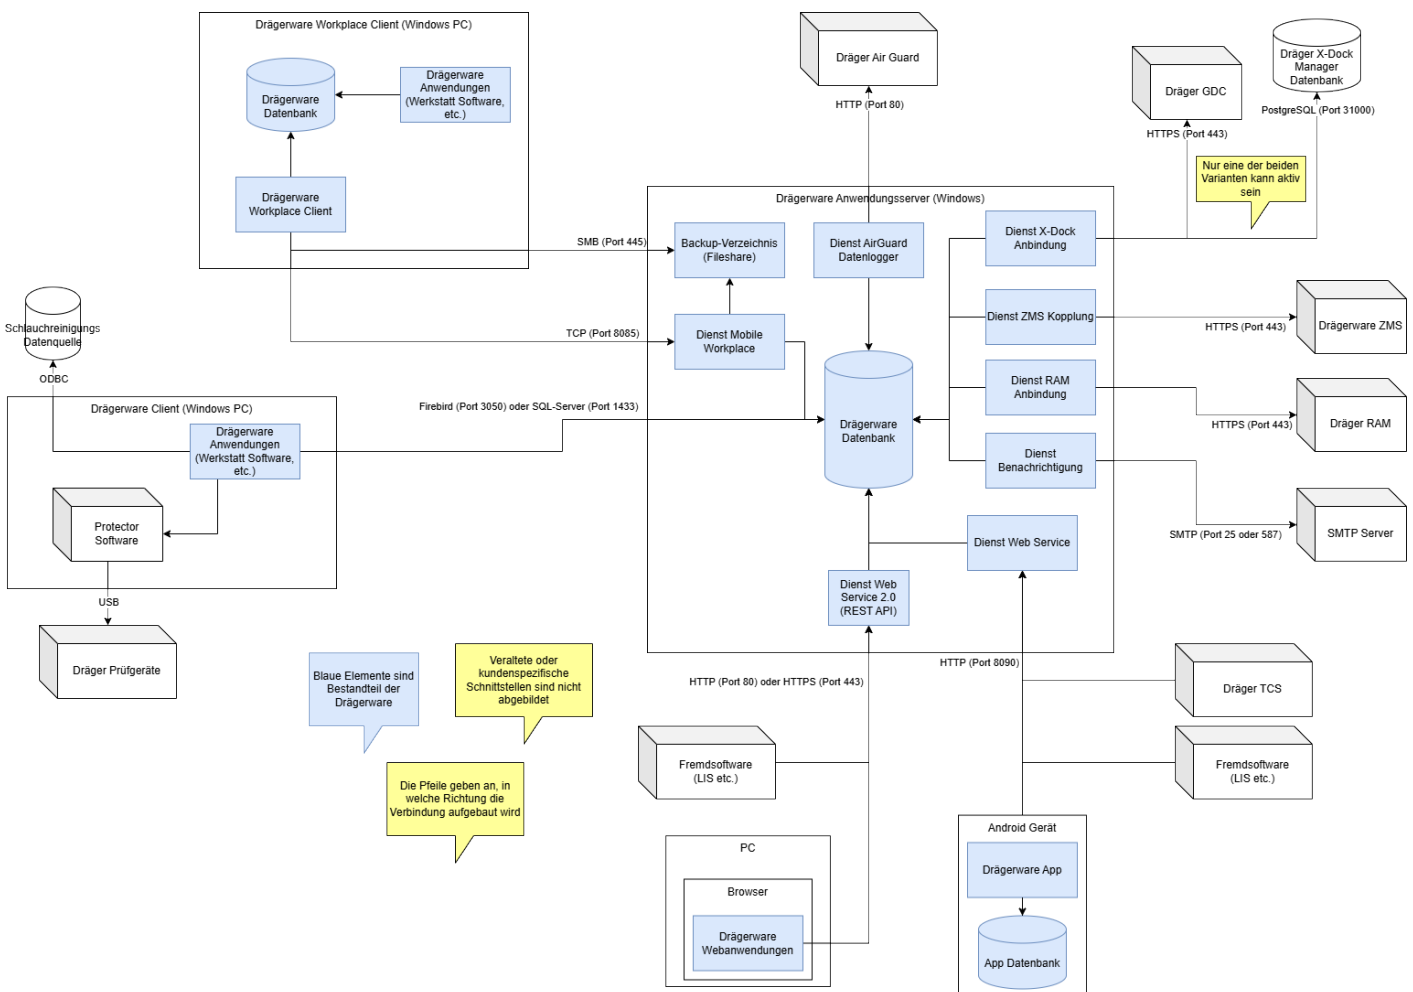 Drägerware Workplace Client (Windows PC)
Drägerware
Datenbank
Drägerware
Anwendungen
(Werkstatt Software,
etc.)
Drägerware
Workplace Client
Dräger Air Guard
HTTP (Port 80)
Dräger GDC
HTTPS (Port 443)
Dräger X-Dock
Manager
Datenbank
PostgreSQL (Port 31000)
Nur eine der beiden
Varianten kann aktiv
sein
Drägerware Anwendungsserver (Windows)
SMB (Port 445)
Backup-Verzeichnis
(Fileshare)
Dienst AirGuard
Datenlogger
Dienst X-Dock
Anbindung
TCP (Port 8085)
Dienst Mobile
Workplace
Dienst ZMS Kopplung
HTTPS (Port 443)
Drägerware ZMS
Schlauchreinigungs
Datenquelle
ODBC
Drägerware Client (Windows PC)
Drägerware
Anwendungen
(Werkstatt Software,
etc.)
Firebird (Port 3050) oder SQL-Server (Port 1433)
Drägerware
Datenbank
Dienst RAM
Anbindung
HTTPS (Port 443)
Dräger RAM
Dienst
Benachrichtigung
SMTP (Port 25 oder 587)
SMTP Server
Protector
Software
USB
Dräger Prüfgeräte
Dienst Web Service
Dienst Web
Service 2.0
(REST API)
HTTP (Port 8090)
HTTP (Port 80) oder HTTPS (Port 443)
Blaue Elemente sind
Bestandteil der
Drägerware
Veraltete oder
kundenspezifische
Schnittstellen sind nicht
abgebildet
Die Pfeile geben an, in
welche Richtung die
Verbindung aufgebaut wird
Dräger TCS
Fremdsoftware
(LIS etc.)
Fremdsoftware
(LIS etc.)
PC
Browser
Drägerware
Webanwendungen
Android Gerät
Drägerware App
App Datenbank